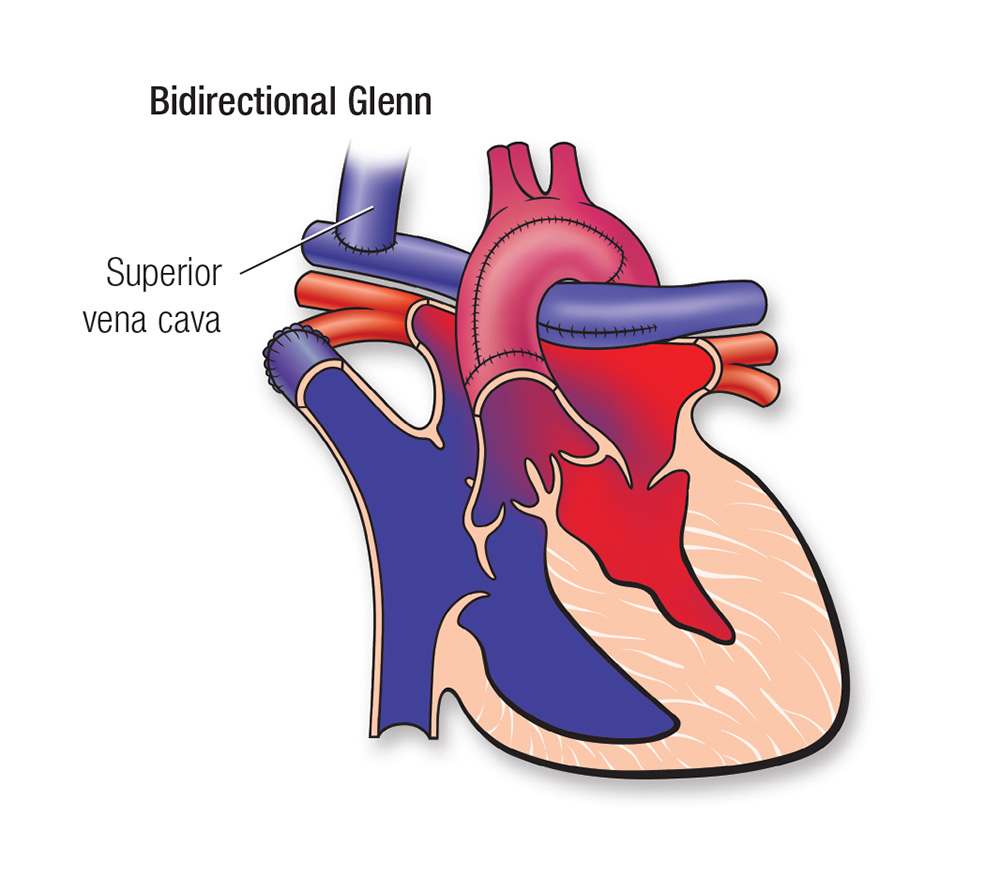 Bidirectional Glenn
Superior
vena cava